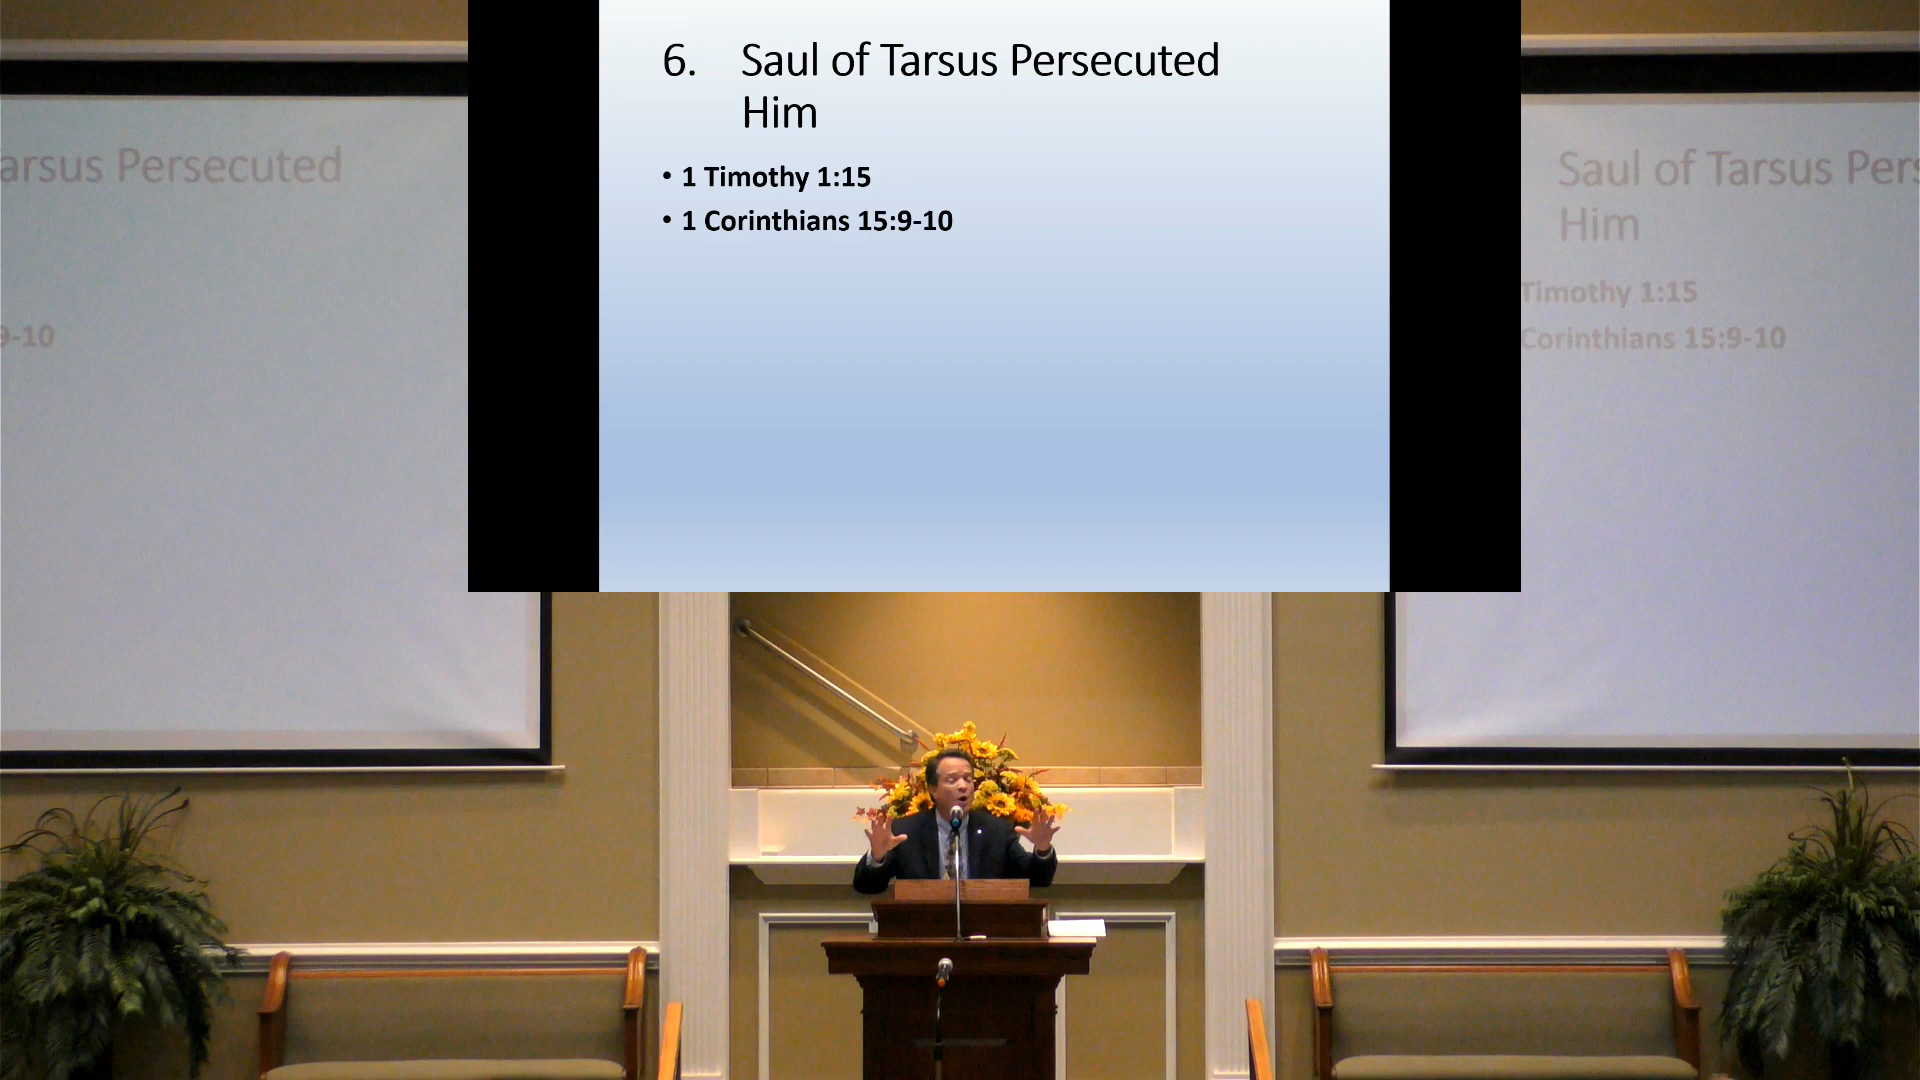 6. Saul of Tarsus Persecuted
Him
• 1 Timothy 1:15
• 1 Corinthians 15:9-10
arsus Persecuted
9-10
Saul of Tarsus Pers
Him
Timothy 1:15
Corinthians 15:9-10